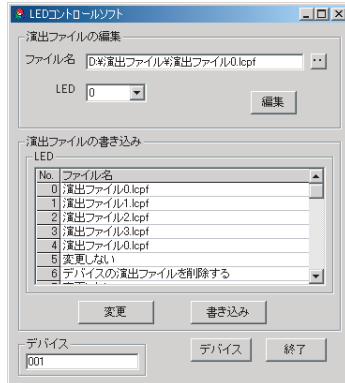 LEDコントロールソフト
演出ファイルの編集
ファイル名 D:¥演出ファイル¥演出ファイル0.lcpf ..
LED 0
編集
演出ファイルの書き込み
LED
No. ファイル名
0 演出ファイル0.lcpf
1 演出ファイル1.lcpf
2 演出ファイル2.lcpf
3 演出ファイル3.lcpf
4 演出ファイル0.lcpf
5 変更しない
6 デバイスの演出ファイルを削除する
変更 書き込み
デバイス
001
デバイス 終了